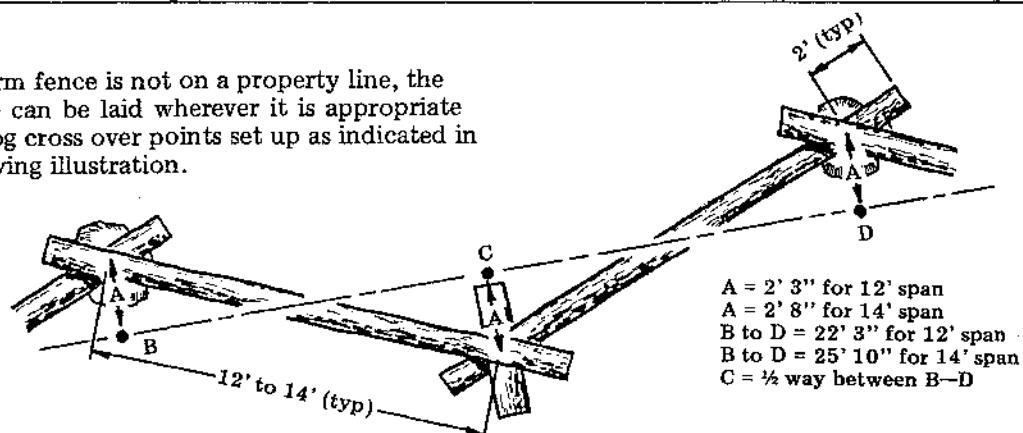 rm fence is not on a property line, the
can be laid wherever it is appropriate
og cross over points set up as indicated in
ving illustration.
2' (typ)
A
D
C
A
A
B
12' to 14' (typ)
A = 2' 3" for 12' span
A = 2' 8" for 14' span
B to D = 22' 3" for 12' span
B to D = 25' 10" for 14' span
C = ½ way between B—D